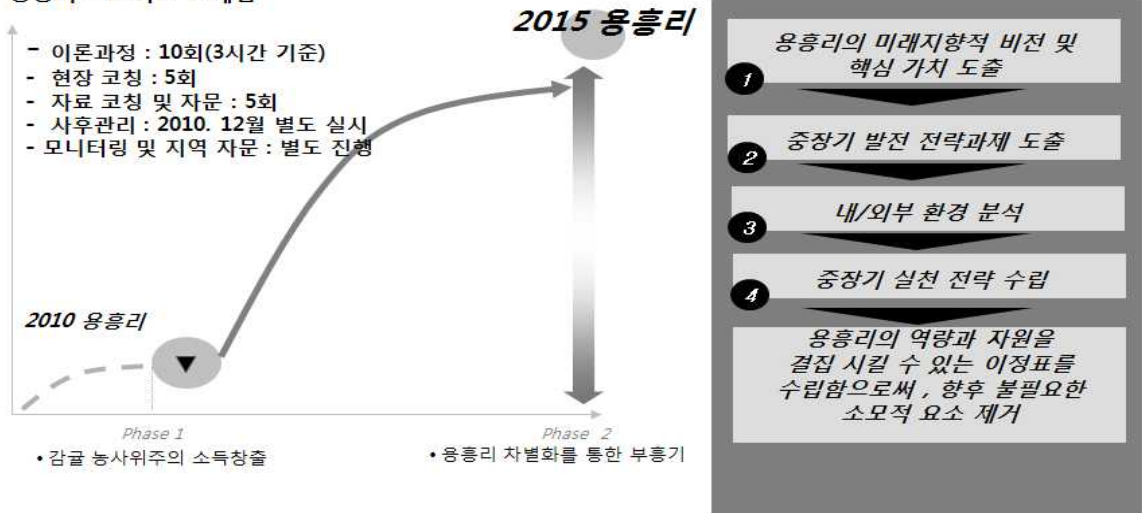 2015 용흥리
- 이론과정 : 10회(3시간 기준)
- 현장 코칭 : 5회
- 자료 코칭 및 자문 : 5회
- 사후관리 : 2010. 12월 별도 실시
- 모니터링 및 지역 자문 : 별도 진행
2010 용흥리
Phase 1
• 감귤 농사위주의 소득창출
Phase 2
• 용흥리 차별화를 통한 부흥기
용흥리의 미래지향적 비전 및
핵심 가치 도출
1
중장기 발전 전략과제 도출
2
내/외부 환경 분석
3
중장기 실천 전략 수립
4
용흥리의 역량과 자원을
결집 시킬 수 있는 이정표를
수립함으로써 , 향후 불필요한
소모적 요소 제거